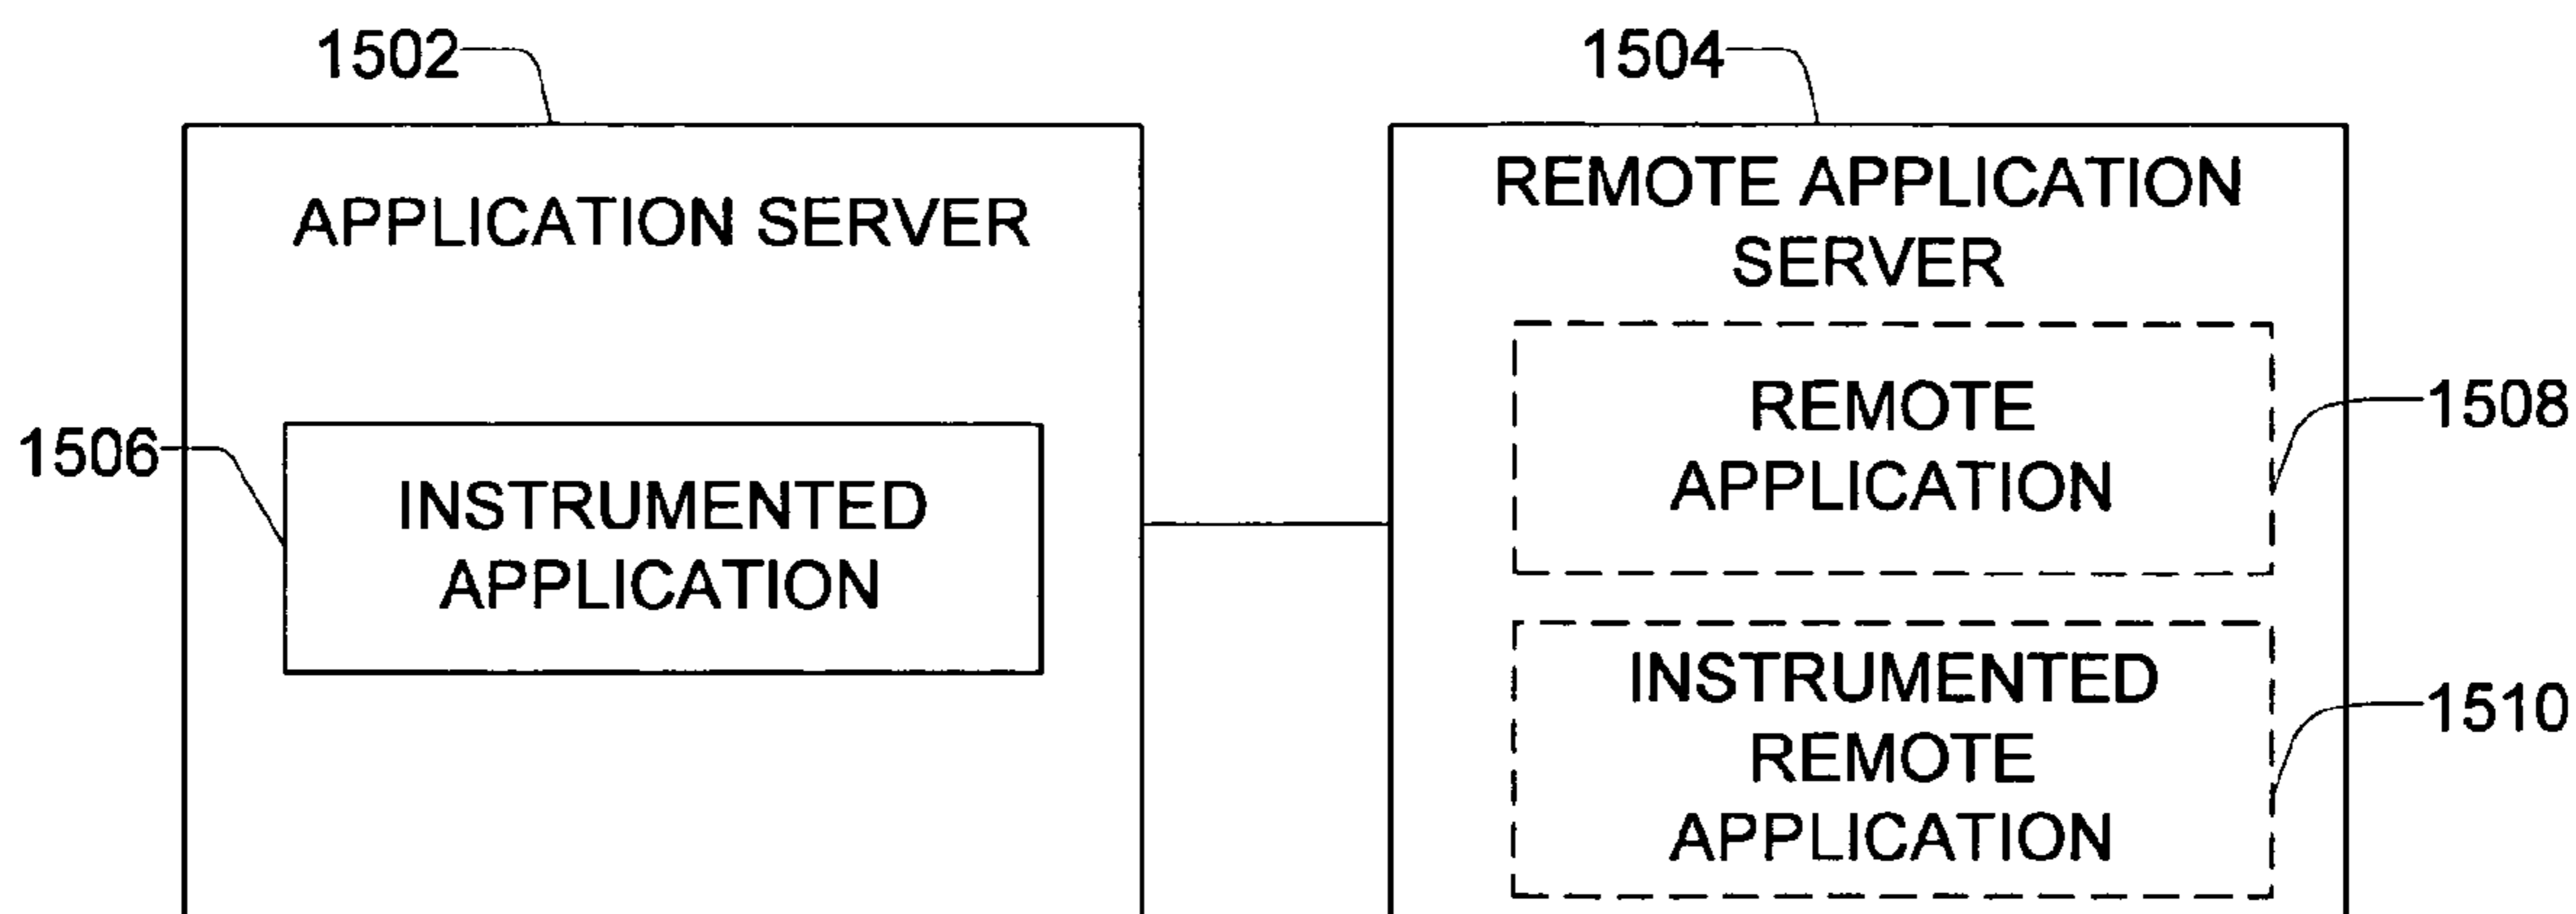 1502
1504
APPLICATION SERVER
REMOTE APPLICATION
SERVER
1506
INSTRUMENTED
APPLICATION
REMOTE
APPLICATION
1508
INSTRUMENTED
REMOTE
APPLICATION
1510